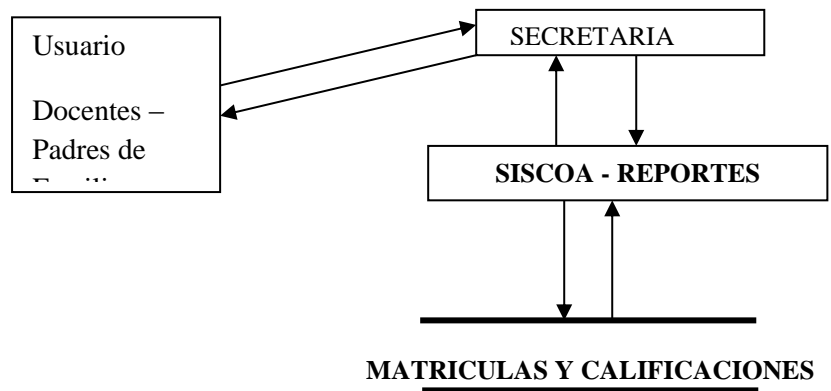 Usuario
Docentes –
Padres de
SECRETARIA
SISCOA - REPORTES
MATRICULAS Y CALIFICACIONES